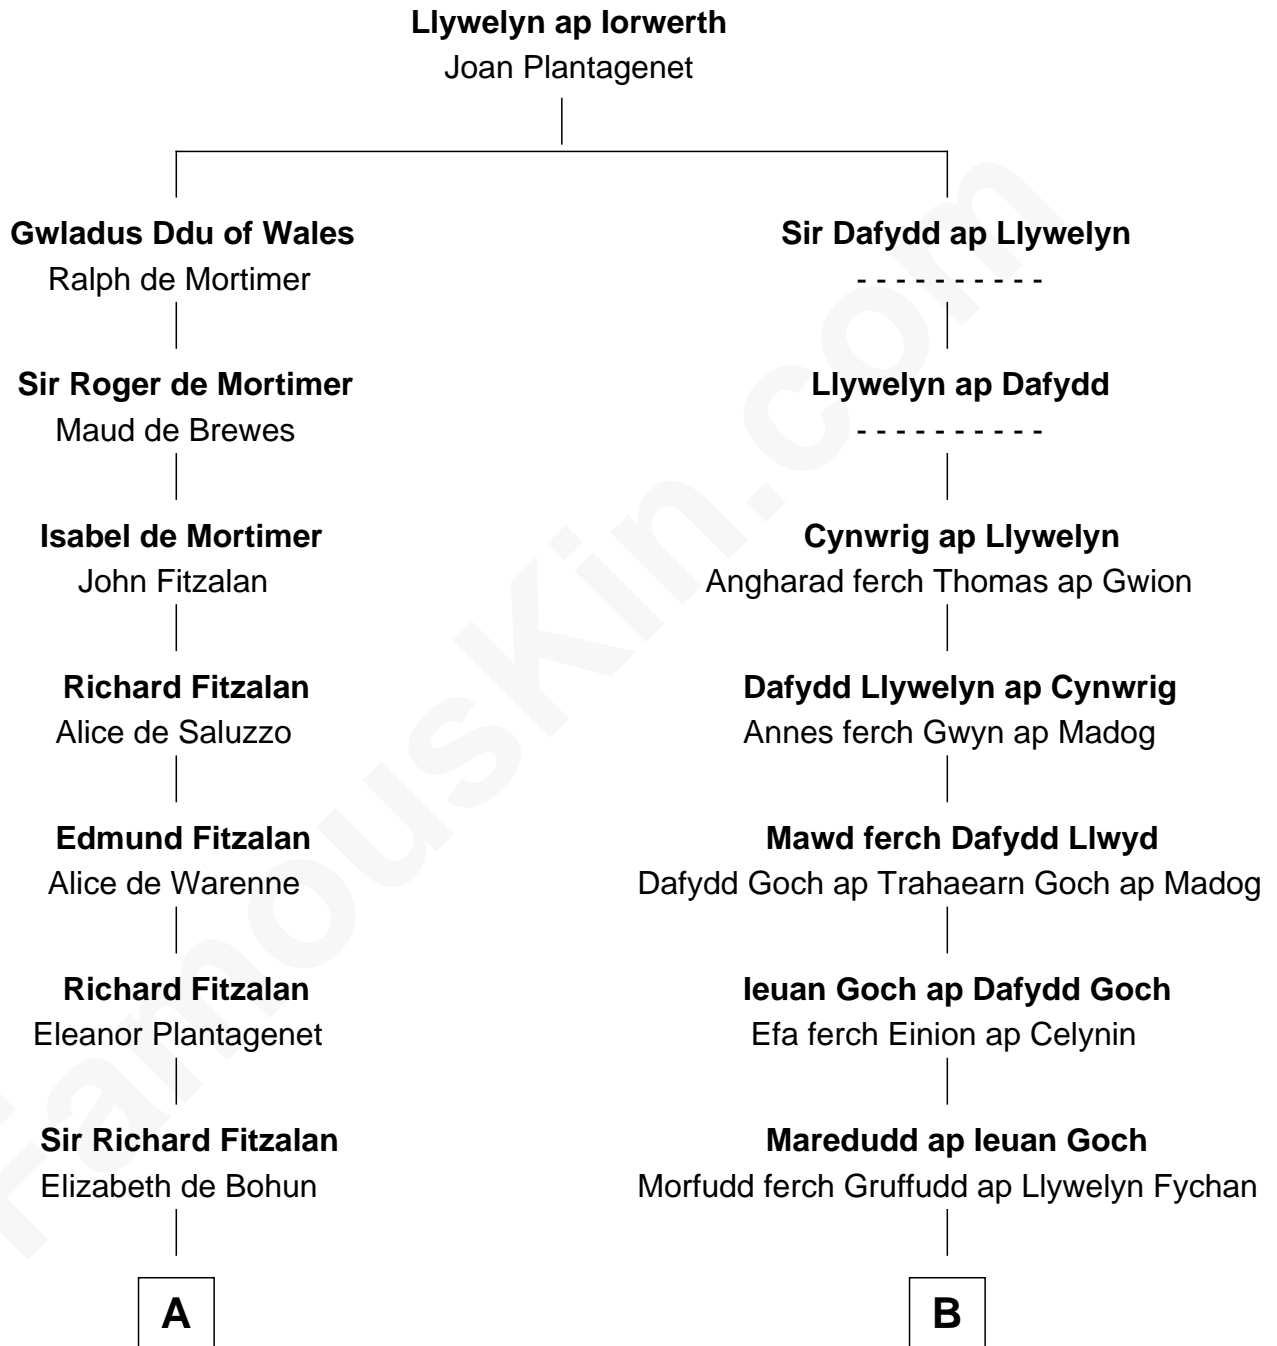 Llywelyn ap Iorwerth
Joan Plantagenet
Gwladus Ddu of Wales
Ralph de Mortimer
Sir Dafydd ap Llywelyn
- - - - - - - - - -
Sir Roger de Mortimer
Maud de Brewes
Llywelyn ap Dafydd
- - - - - - - - - -
Isabel de Mortimer
John Fitzalan
Cynwrig ap Llywelyn
Angharad ferch Thomas ap Gwion
Richard Fitzalan
Alice de Saluzzo
Dafydd Llywelyn ap Cynwrig
Annes ferch Gwyn ap Madog
Edmund Fitzalan
Alice de Warenne
Mawd ferch Dafydd Llwyd
Dafydd Goch ap Trahaearn Goch ap Madog
Richard Fitzalan
Eleanor Plantagenet
Ieuan Goch ap Dafydd Goch
Efa ferch Einion ap Celynin
Sir Richard Fitzalan
Elizabeth de Bohun
Maredudd ap Ieuan Goch
Morfudd ferch Gruffudd ap Llywelyn Fychan
A
B
FamousKin.com